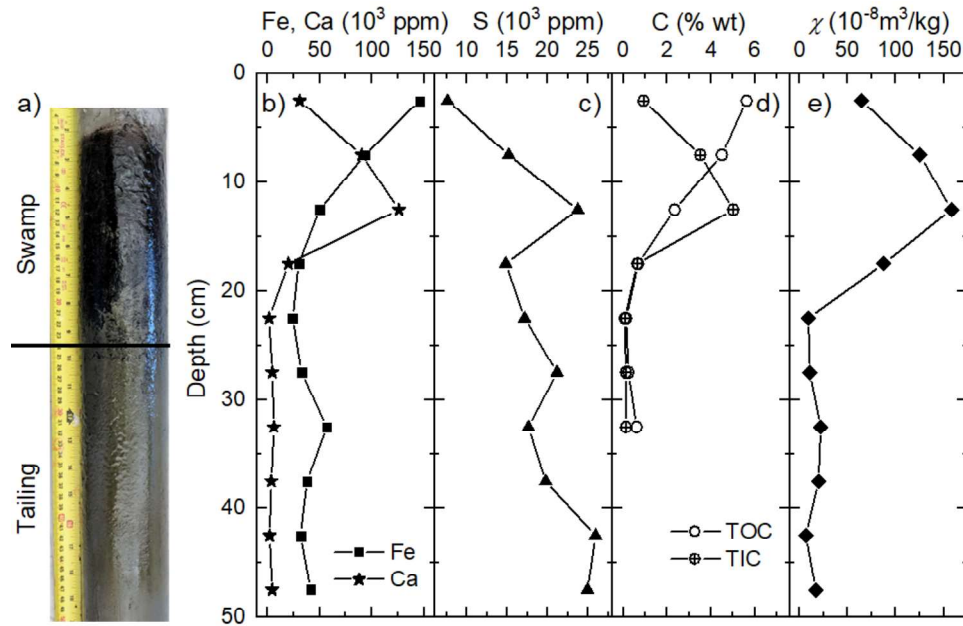 Fe, Ca (10³ ppm) S (10³ ppm) C (% wt) χ (10⁻⁸m³/kg)
0 50 100 150 10 15 20 25 0 2 4 6 0 50 100 150
a) b) c) d) e)
Swamp
Tailing
Depth (cm)
0
10
20
30
40
50
Fe
Ca
TOC
TIC